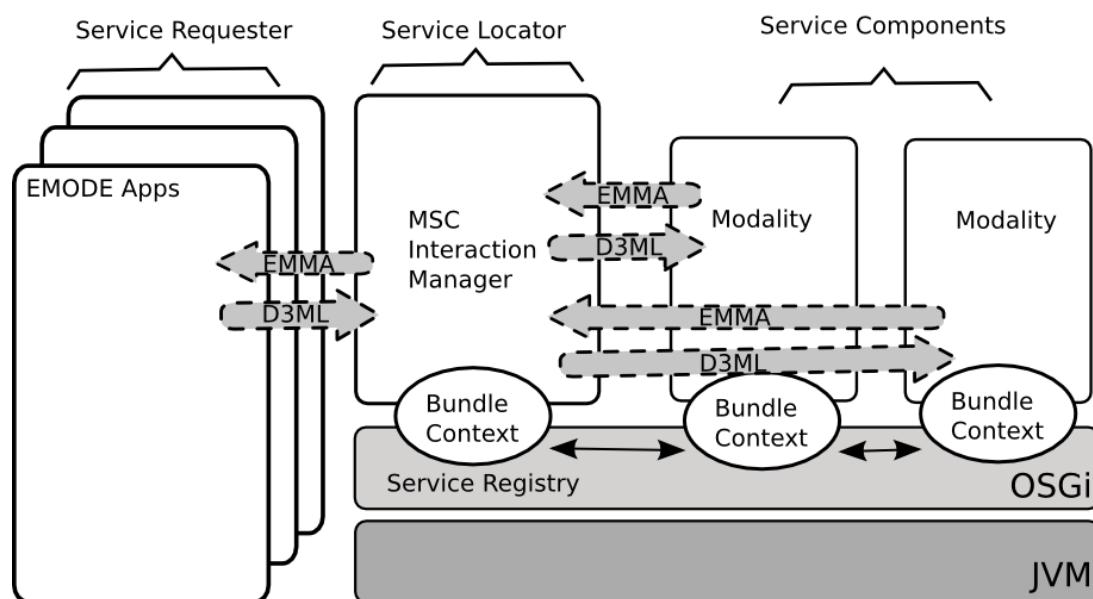 Service Requester
Service Locator
Service Components
EMODE Apps
EMMA
D3ML
MSC
Interaction
Manager
EMMA
D3ML
Modality
Modality
EMMA
D3ML
Bundle
Context
Bundle
Context
Bundle
Context
Service Registry
OSGi
JVM